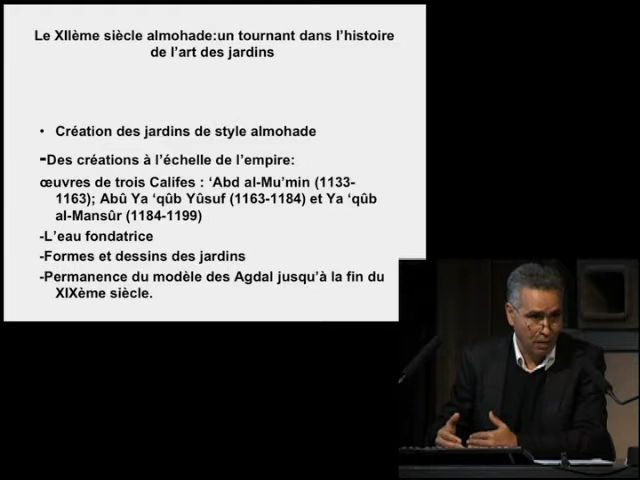 Le XIIème siècle almohade:un tournant dans l'histoire
de l'art des jardins
• Création des jardins de style almohade
-Des créations à l'échelle de l'empire:
œuvres de trois Califes : 'Abd al-Mu'min (1133-
1163); Abû Ya 'qûb Yûsuf (1163-1184) et Ya 'qûb
al-Mansûr (1184-1199)
-L'eau fondatrice
-Formes et dessins des jardins
-Permanence du modèle des Agdal jusqu'à la fin du
XIXème siècle.